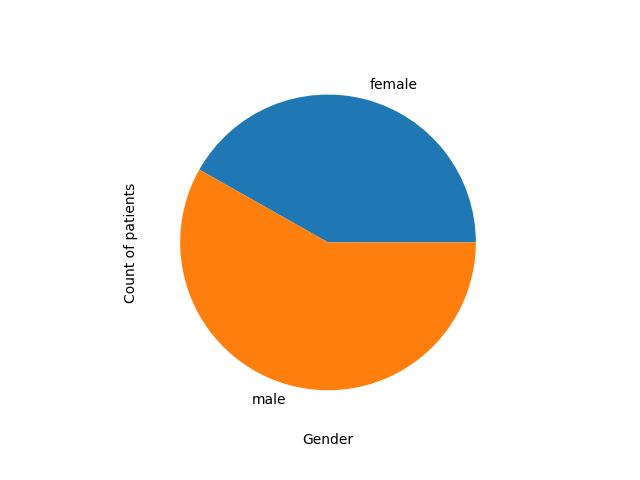 female
Count of patients
male
Gender